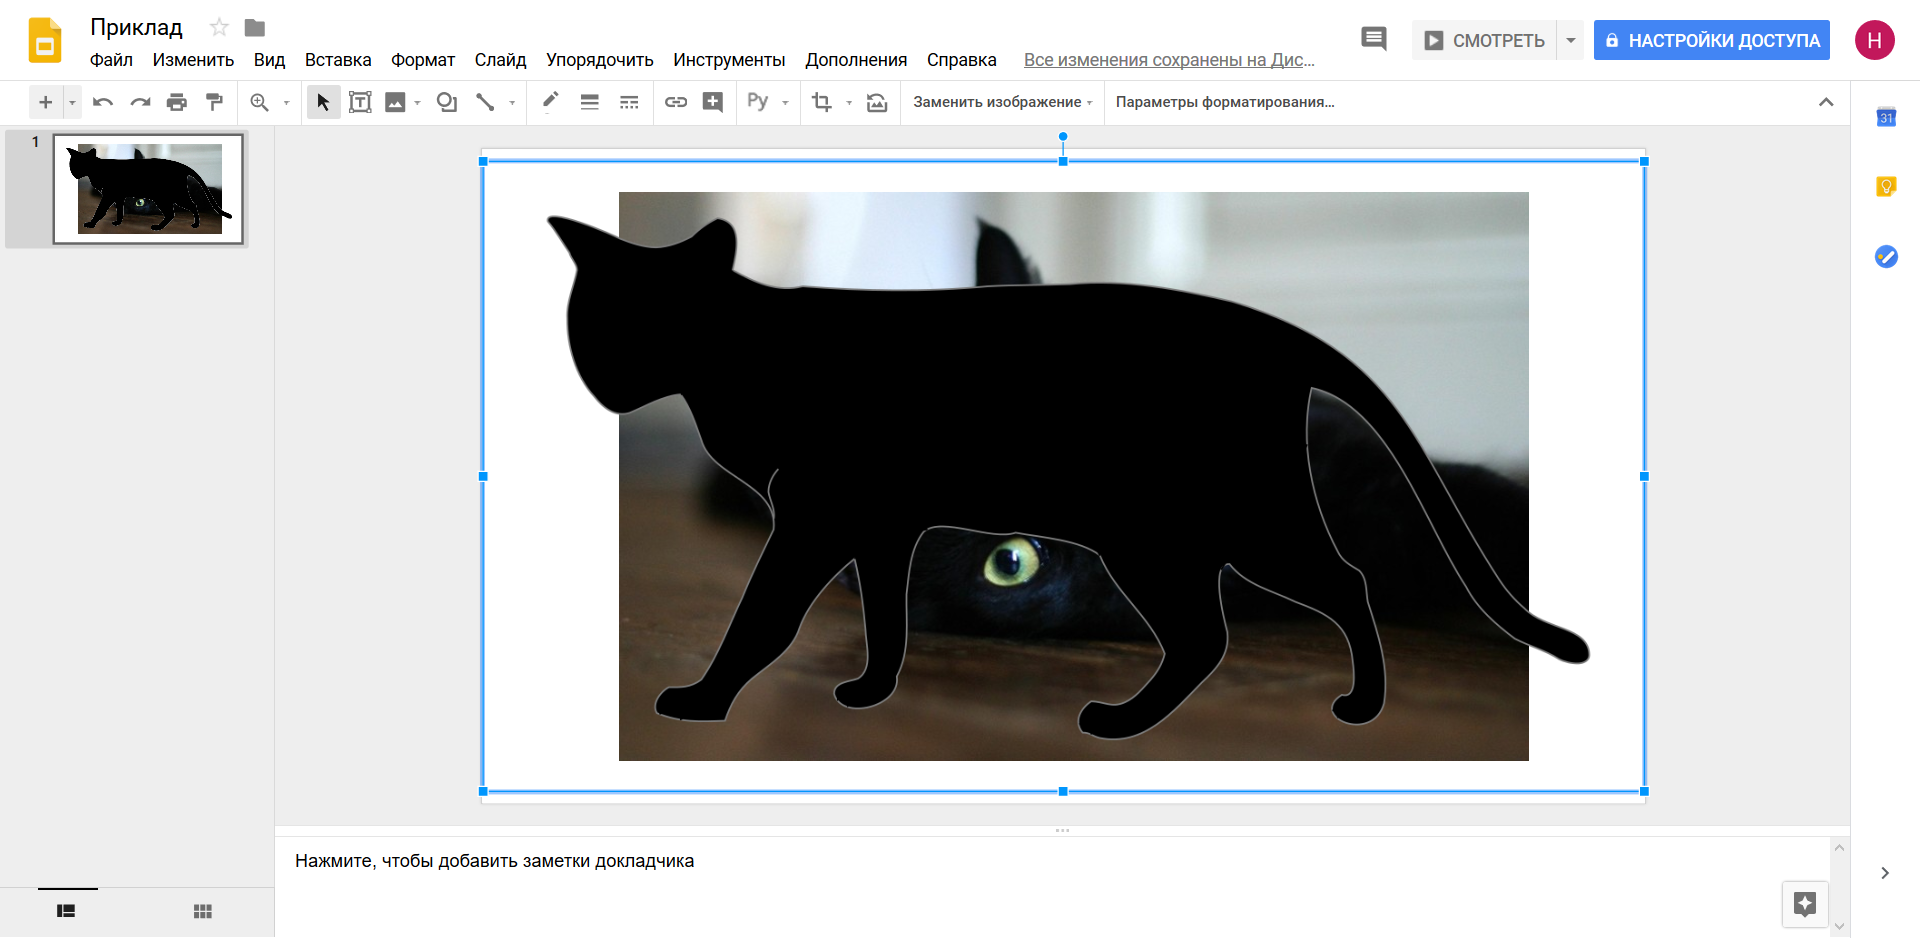 Приклад
Файл Изменить Вид Вставка Формат Слайд Упорядочить Инструменты Дополнения Справка Все изменения сохранены на Дис...
СМОТРЕТЬ
НАСТРОЙКИ ДОСТУПА
Н
Ру
Заменить изображение
Параметры форматирования...
31
1
Нажмите, чтобы добавить заметки докладчика